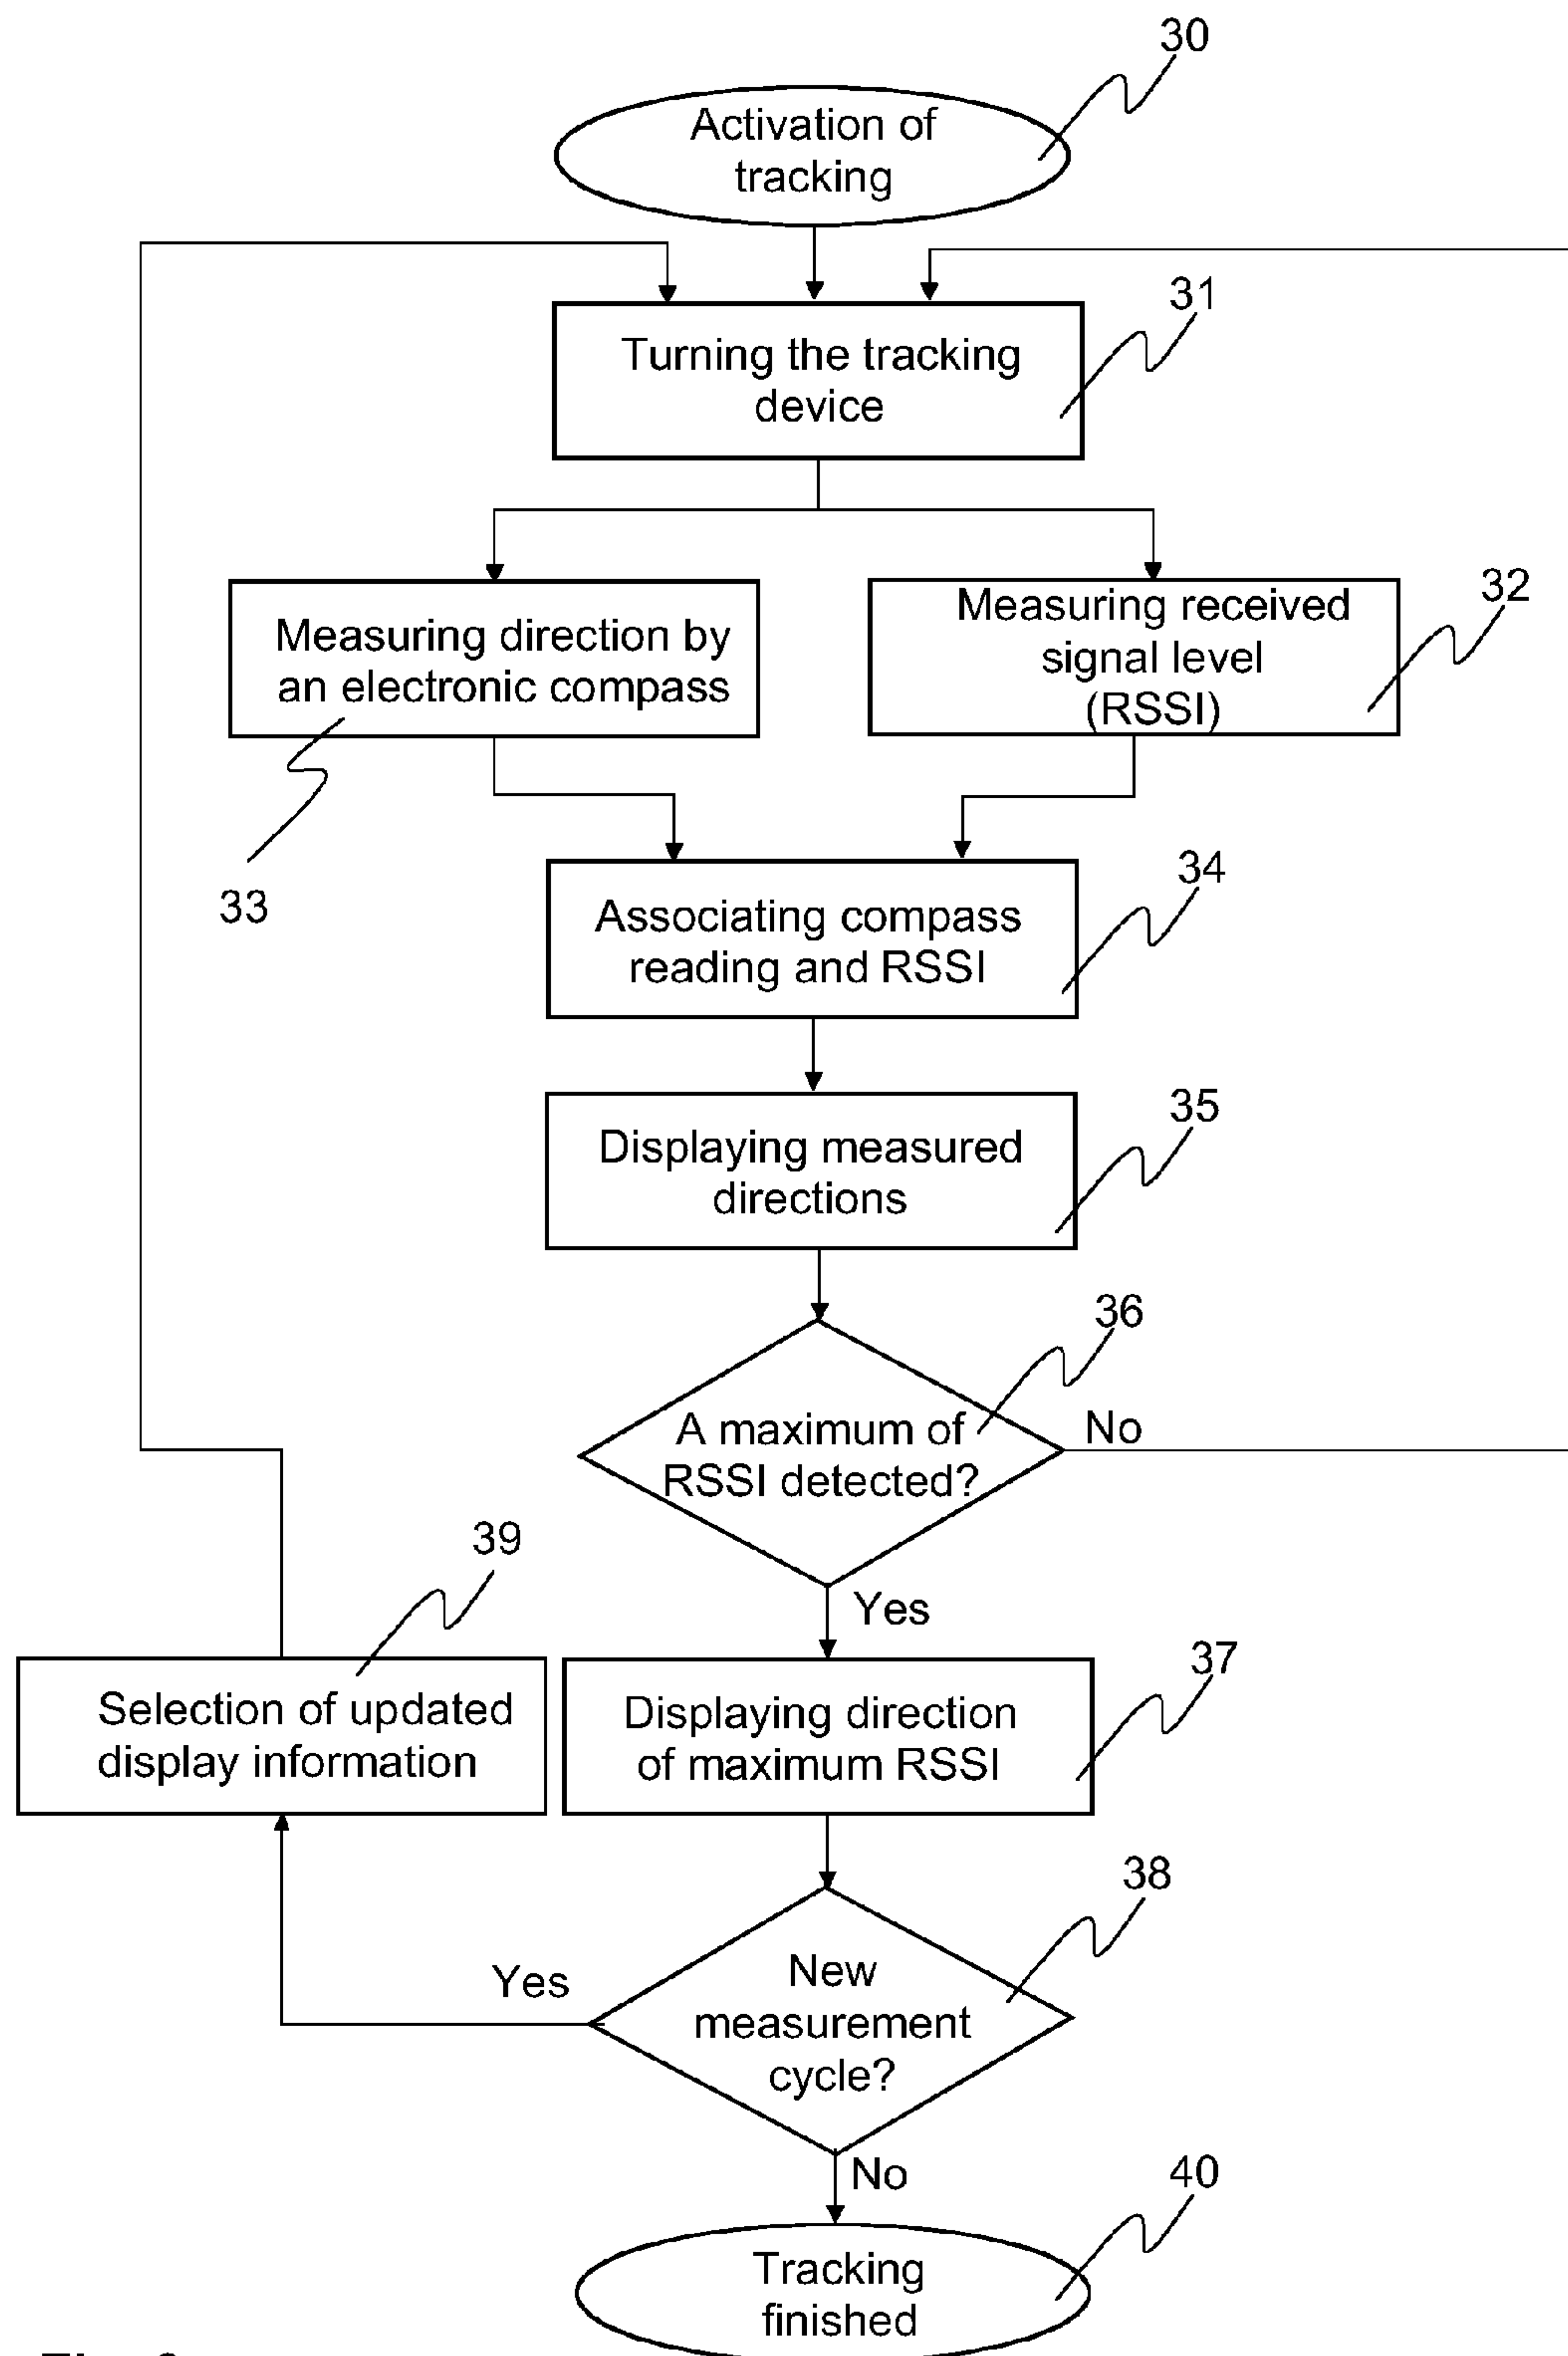 30
Activation of
tracking
31
Turning the tracking
device
32
Measuring direction by
an electronic compass
Measuring received
signal level
(RSSI)
33
34
Associating compass
reading and RSSI
35
Displaying measured
directions
36
A maximum of
RSSI detected?
No
Yes
39
Selection of updated
display information
37
Displaying direction
of maximum RSSI
38
New
measurement
cycle?
Yes
No
40
Tracking
finished